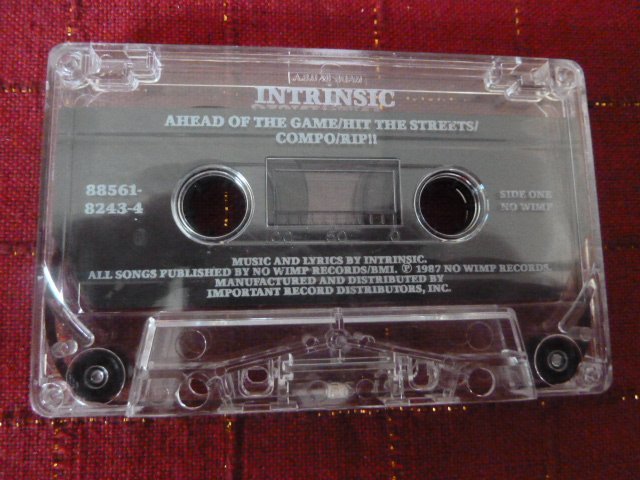 INTRINSIC
AHEAD OF THE GAME/HIT THE STREETS/
COMPO/RIP!!
88561-
8243-4
SIDE ONE
NO WIMP
MUSIC AND LYRICS BY INTRINSIC.
ALL SONGS PUBLISHED BY NO WIMP RECORDS/BMI. ℗ 1987 NO WIMP RECORDS.
MANUFACTURED AND DISTRIBUTED BY
IMPORTANT RECORD DISTRIBUTORS, INC.